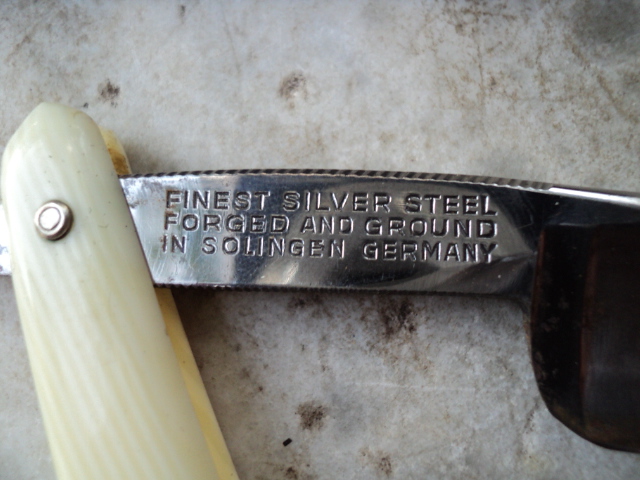 FINEST SILVER STEEL
FORGED AND GROUND
IN SOLINGEN GERMANY